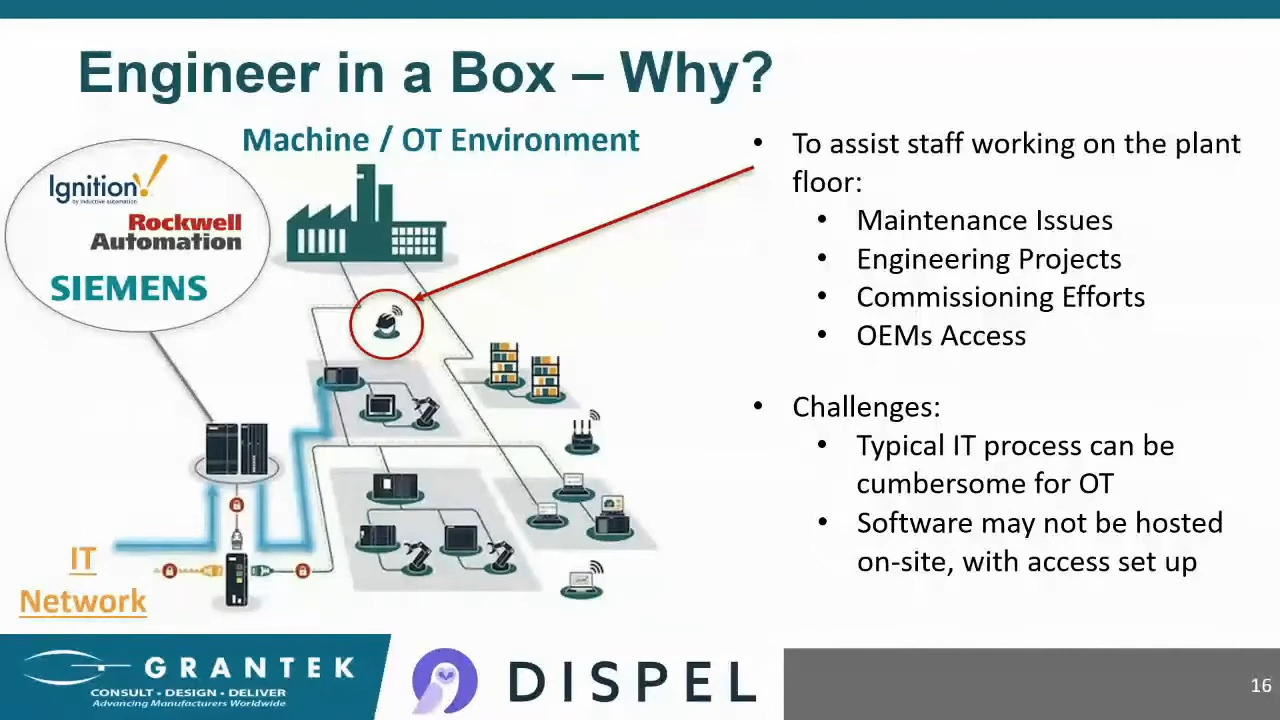 Engineer in a Box – Why?
Machine / OT Environment
Ignition!
by inductive automation
Rockwell
Automation
SIEMENS
IT
Network
• To assist staff working on the plant
floor:
• Maintenance Issues
• Engineering Projects
• Commissioning Efforts
• OEMs Access
• Challenges:
• Typical IT process can be
cumbersome for OT
• Software may not be hosted
on-site, with access set up
GRANTEK
CONSULT • DESIGN • DELIVER
Advancing Manufacturers Worldwide
DISPEL
16